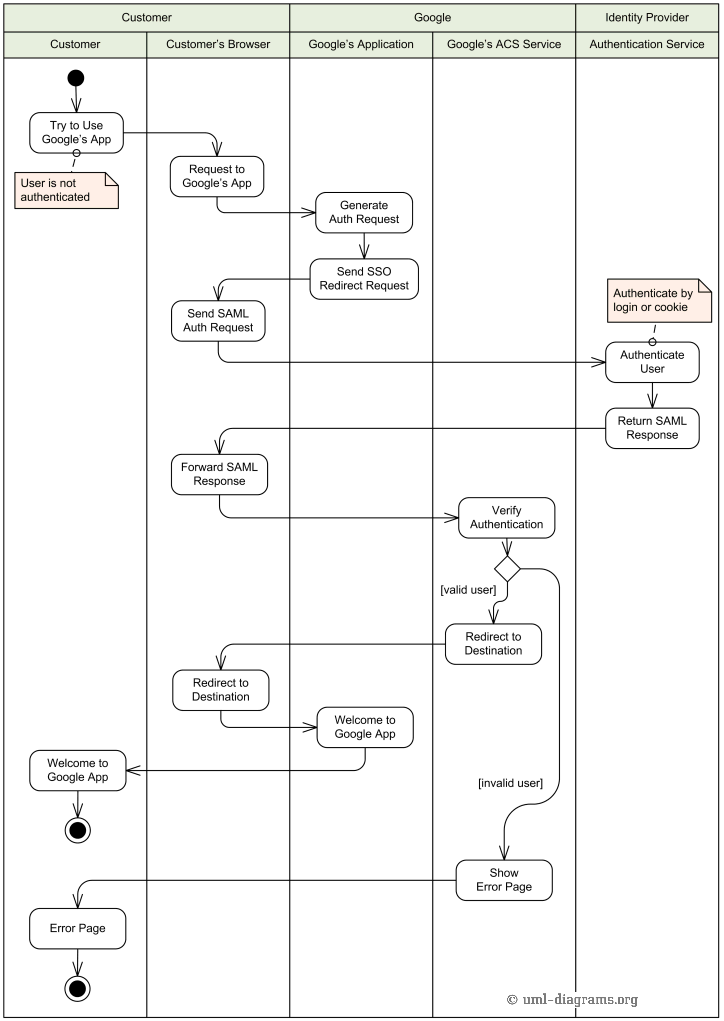 Customer
Google
Identity Provider
Customer
Customer's Browser
Google's Application
Google's ACS Service
Authentication Service
Try to Use
Google's App
User is not
authenticated
Request to
Google's App
Generate
Auth Request
Send SSO
Redirect Request
Send SAML
Auth Request
Authenticate by
login or cookie
Authenticate
User
Return SAML
Response
Forward SAML
Response
Verify
Authentication
[valid user]
Redirect to
Destination
Redirect to
Destination
Welcome to
Google App
Welcome to
Google App
[invalid user]
Show
Error Page
Error Page
© uml-diagrams.org